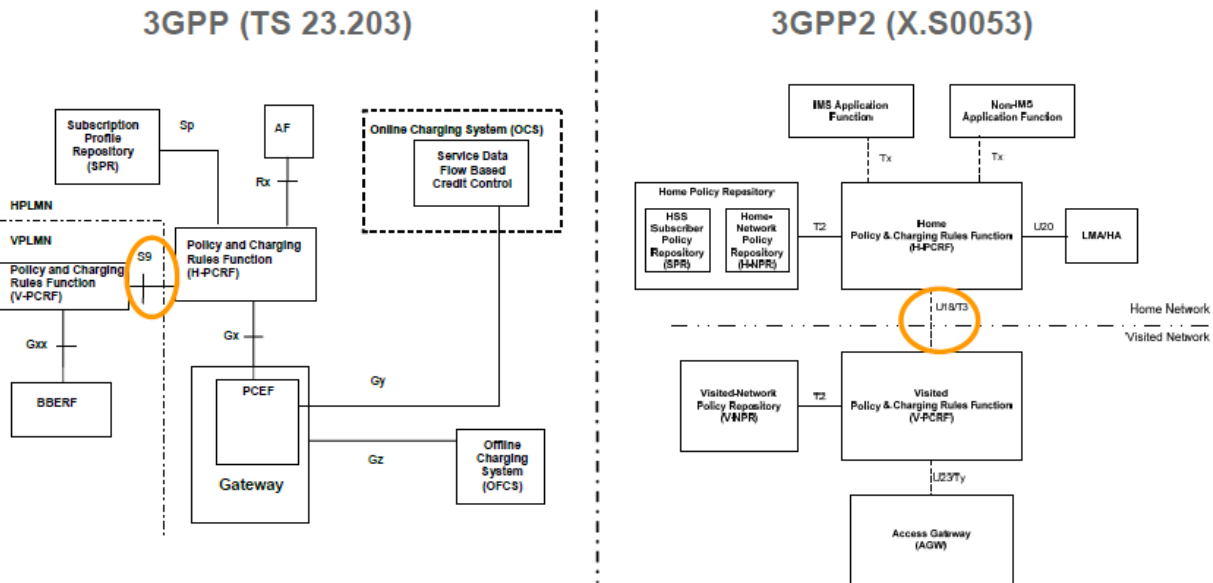 3GPP (TS 23.203)
Subscription
Profile
Repository
(SPR)
Sp
AF
Rx
Online Charging System (OCS)
Service Data
Flow Based
Credit Control
HPLMN
VPLMN
S9
Policy and Charging
Rules Function
(V-PCRF)
Policy and Charging
Rules Function
(H-PCRF)
Gxx
BBERF
Gx
PCEF
Gateway
Gy
Gz
Offline
Charging
System
(OFCS)
3GPP2 (X.S0053)
IMS Application
Function
Non-IMS
Application Function
Tx
Tx
Home Policy Repository
HSS
Subscriber
Policy
Repository
(SPR)
Home-
Network
Policy
Repository
(H-NPR)
T2
Home
Policy & Charging Rules Function
(H-PCRF)
U20
LMA/HA
U18/T3
Home Network
Visited Network
Visited-Network
Policy Repository
(V-NPR)
T2
Visited
Policy & Charging Rules Function
(V-PCRF)
U23/Ty
Access Gateway
(AGW)